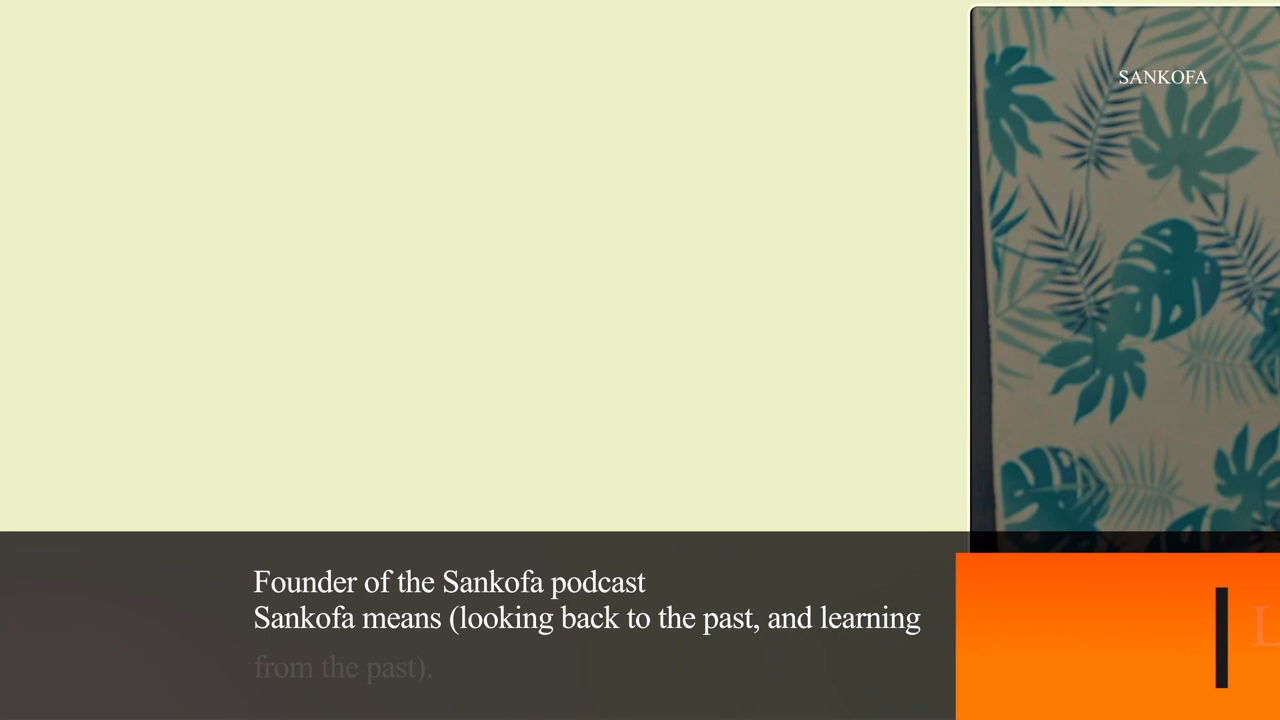 SANKOFA
Founder of the Sankofa podcast
Sankofa means (looking back to the past, and learning
from the past).
L